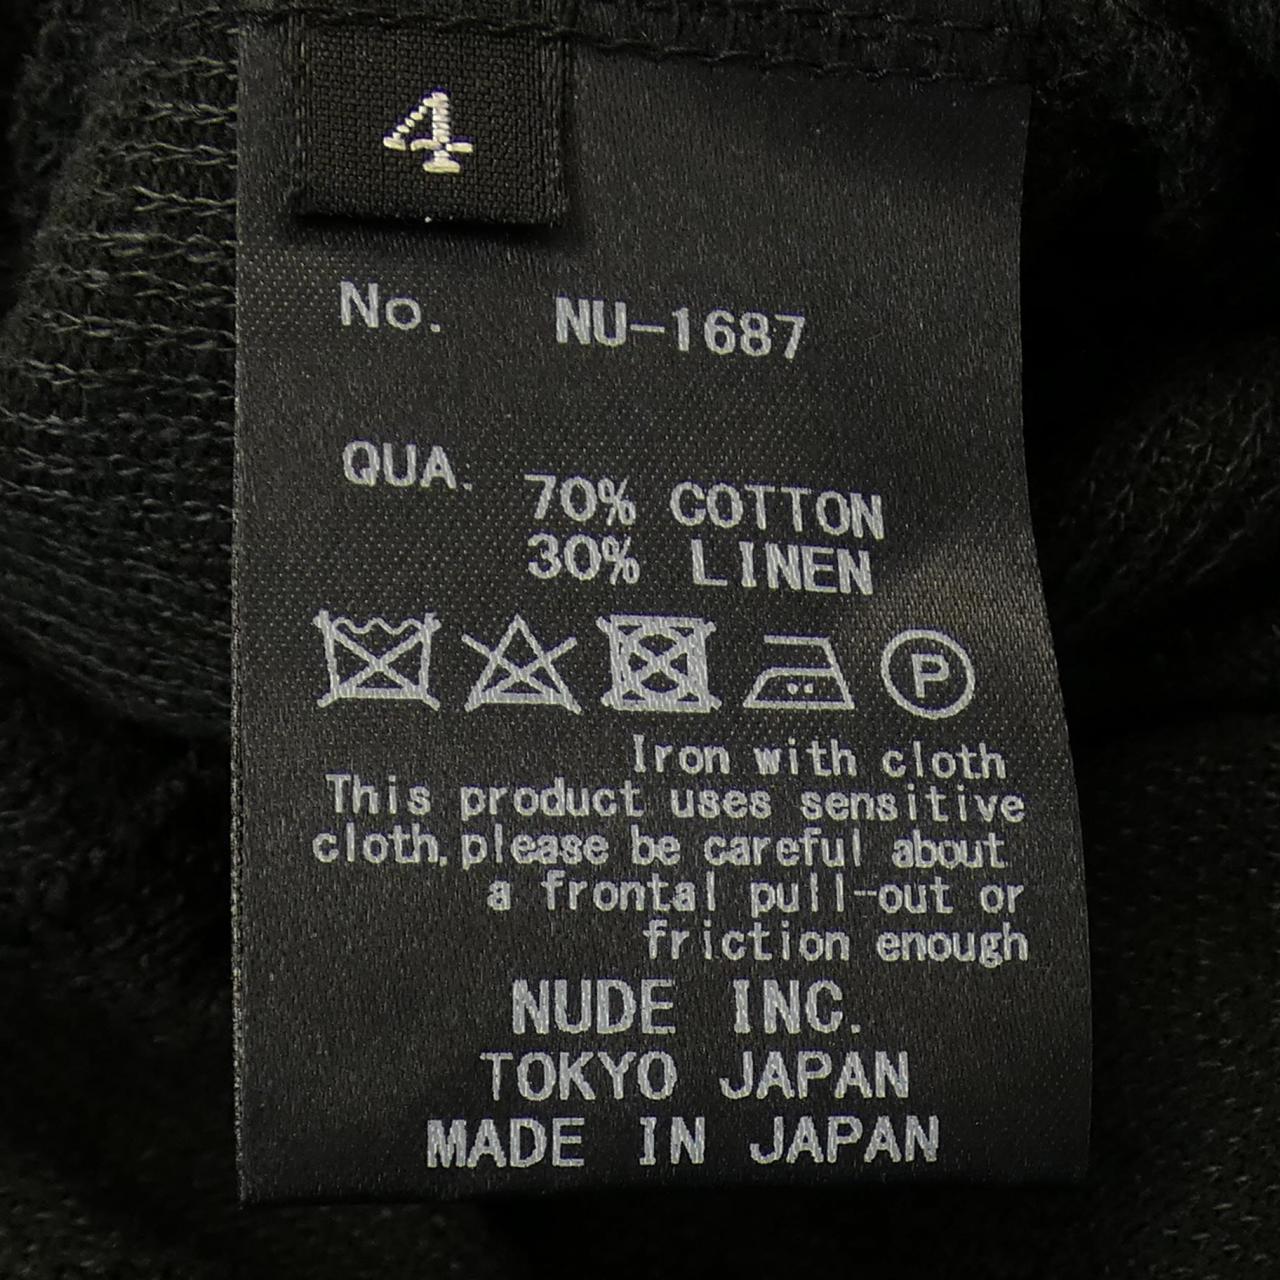 4
No. NU-1687
QUA. 70% COTTON
30% LINEN
P
Iron with cloth
This product uses sensitive
cloth,please be careful about
a frontal pull-out or
friction enough
NUDE INC.
TOKYO JAPAN
MADE IN JAPAN